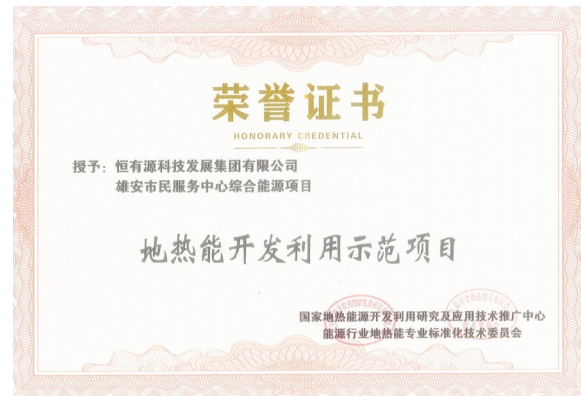 荣誉证书
HONORARY CREDENTIAL
授予：恒有源科技发展集团有限公司
雄安市民服务中心综合能源项目
地热能开发利用示范项目
国家地热能源开发利用研究及应用技术推广中心
能源行业地热能专业标准化技术委员会